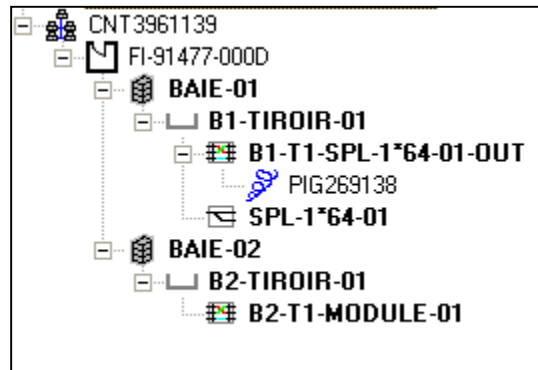 CNT3961139
FI-91477-000D
BAIE-01
B1-TIROIR-01
B1-T1-SPL-1*64-01-OUT
PIG269138
SPL-1*64-01
BAIE-02
B2-TIROIR-01
B2-T1-MODULE-01